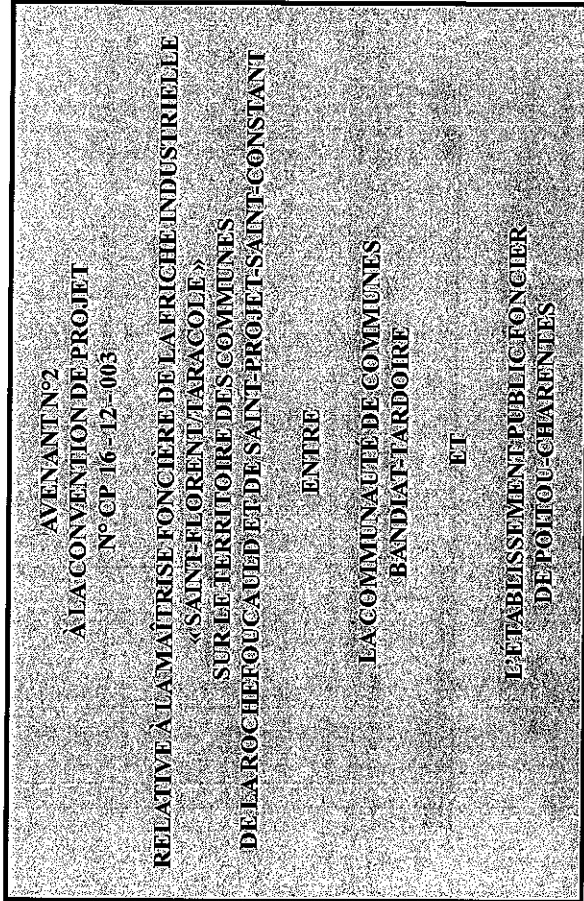 AVENANT N°2
À LA CONVENTION DE PROJET
N° CP 16-12-003
RELATIVE À LA MAÎTRISE FONCIÈRE DE LA FRICHE INDUSTRIELLE
«SAINT-FLORENT/TARACOLE»
SUR LE TERRITOIRE DES COMMUNES
DE LA ROCHEFOUCAULD ET DE SAINT-PROJET-SAINT-CONSTANT
ENTRE
LA COMMUNAUTÉ DE COMMUNES
BANDIAT-TARDOIRE
ET
L'ÉTABLISSEMENT PUBLIC FONCIER
DE POITOU-CHARENTES